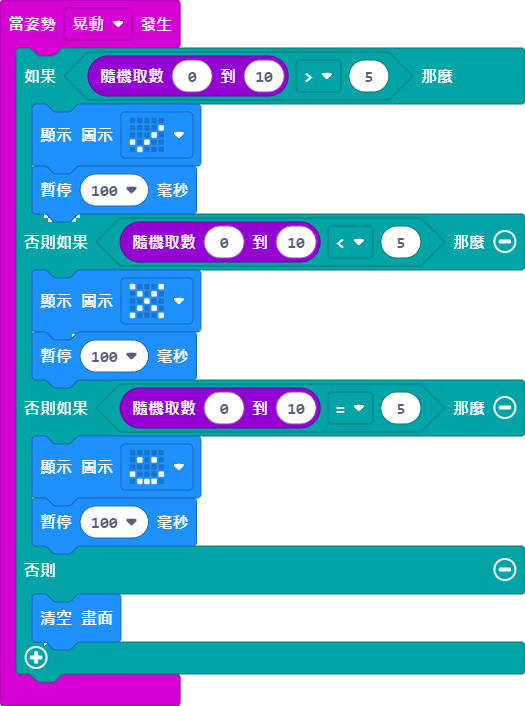 當姿勢 晃動 發生
如果 隨機取數 0 到 10 > 5 那麼
顯示 圖示
暫停 100 毫秒
否則如果 隨機取數 0 到 10 < 5 那麼
顯示 圖示
暫停 100 毫秒
否則如果 隨機取數 0 到 10 = 5 那麼
顯示 圖示
暫停 100 毫秒
否則
清空 畫面